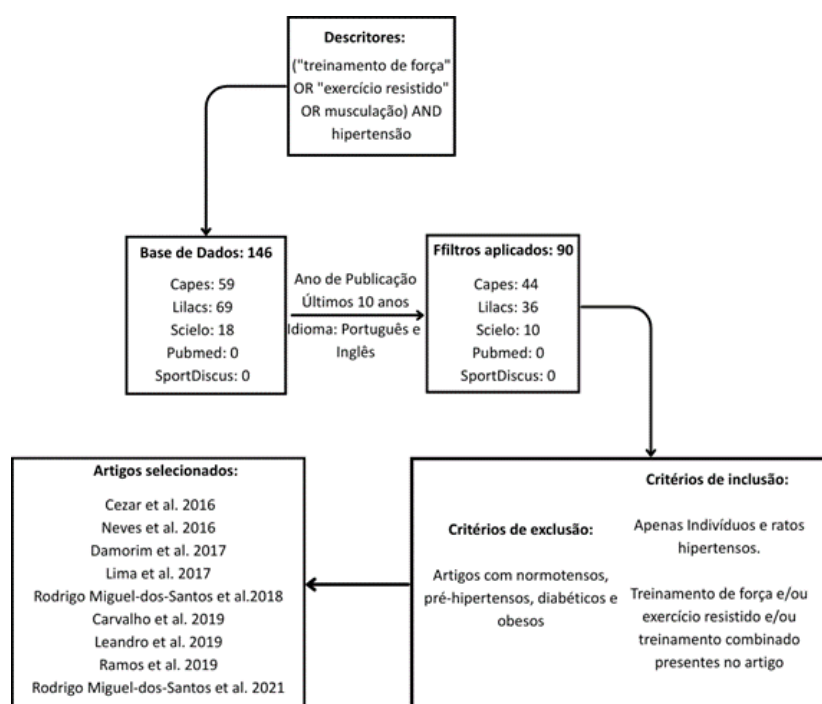 Descritores:
("treinamento de força"
OR "exercício resistido"
OR musculação) AND
hipertensão
Base de Dados: 146
Capes: 59
Lilacs: 69
Scielo: 18
Pubmed: 0
SportDiscus: 0
Ano de Publicação
Últimos 10 anos
Idioma: Português e
Inglês
Ffiltros aplicados: 90
Capes: 44
Lilacs: 36
Scielo: 10
Pubmed: 0
SportDiscus: 0
Critérios de inclusão:
Apenas Indivíduos e ratos
hipertensos.
Treinamento de força e/ou
exercício resistido e/ou
treinamento combinado
presentes no artigo
Critérios de exclusão:
Artigos com normotensos,
pré-hipertensos, diabéticos e
obesos
Artigos selecionados:
Cezar et al. 2016
Neves et al. 2016
Damorim et al. 2017
Lima et al. 2017
Rodrigo Miguel-dos-Santos et al.2018
Carvalho et al. 2019
Leandro et al. 2019
Ramos et al. 2019
Rodrigo Miguel-dos-Santos et al. 2021